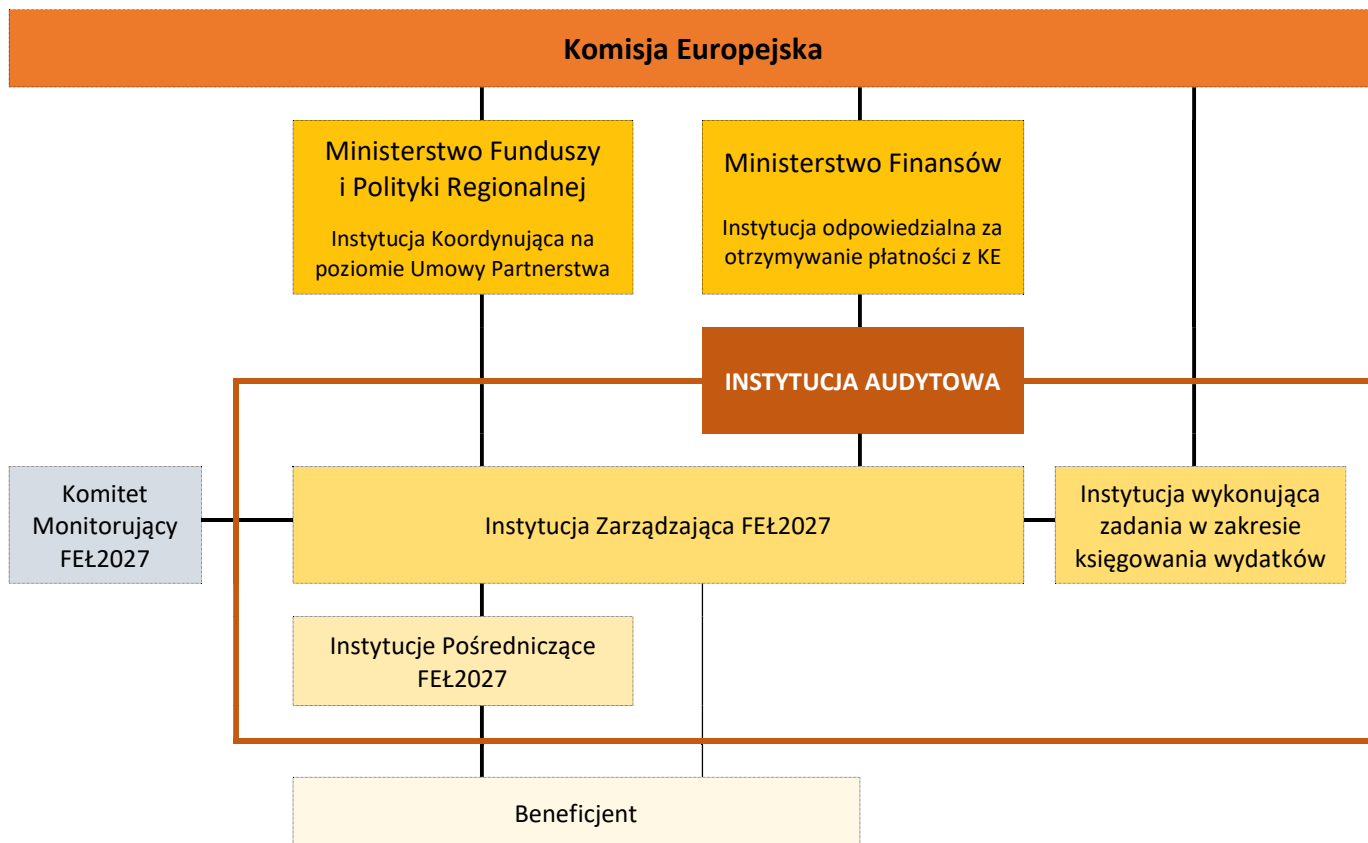 Komisja Europejska
Ministerstwo Funduszy
i Polityki Regionalnej
Instytucja Koordynująca na
poziomie Umowy Partnerstwa
Ministerstwo Finansów
Instytucja odpowiedzialna za
otrzymywanie płatności z KE
INSTYTUCJA AUDYTOWA
Komitet
Monitorujący
FEŁ2027
Instytucja Zarządzająca FEŁ2027
Instytucja wykonująca
zadania w zakresie
księgowania wydatków
Instytucje Pośredniczące
FEŁ2027
Beneficjent